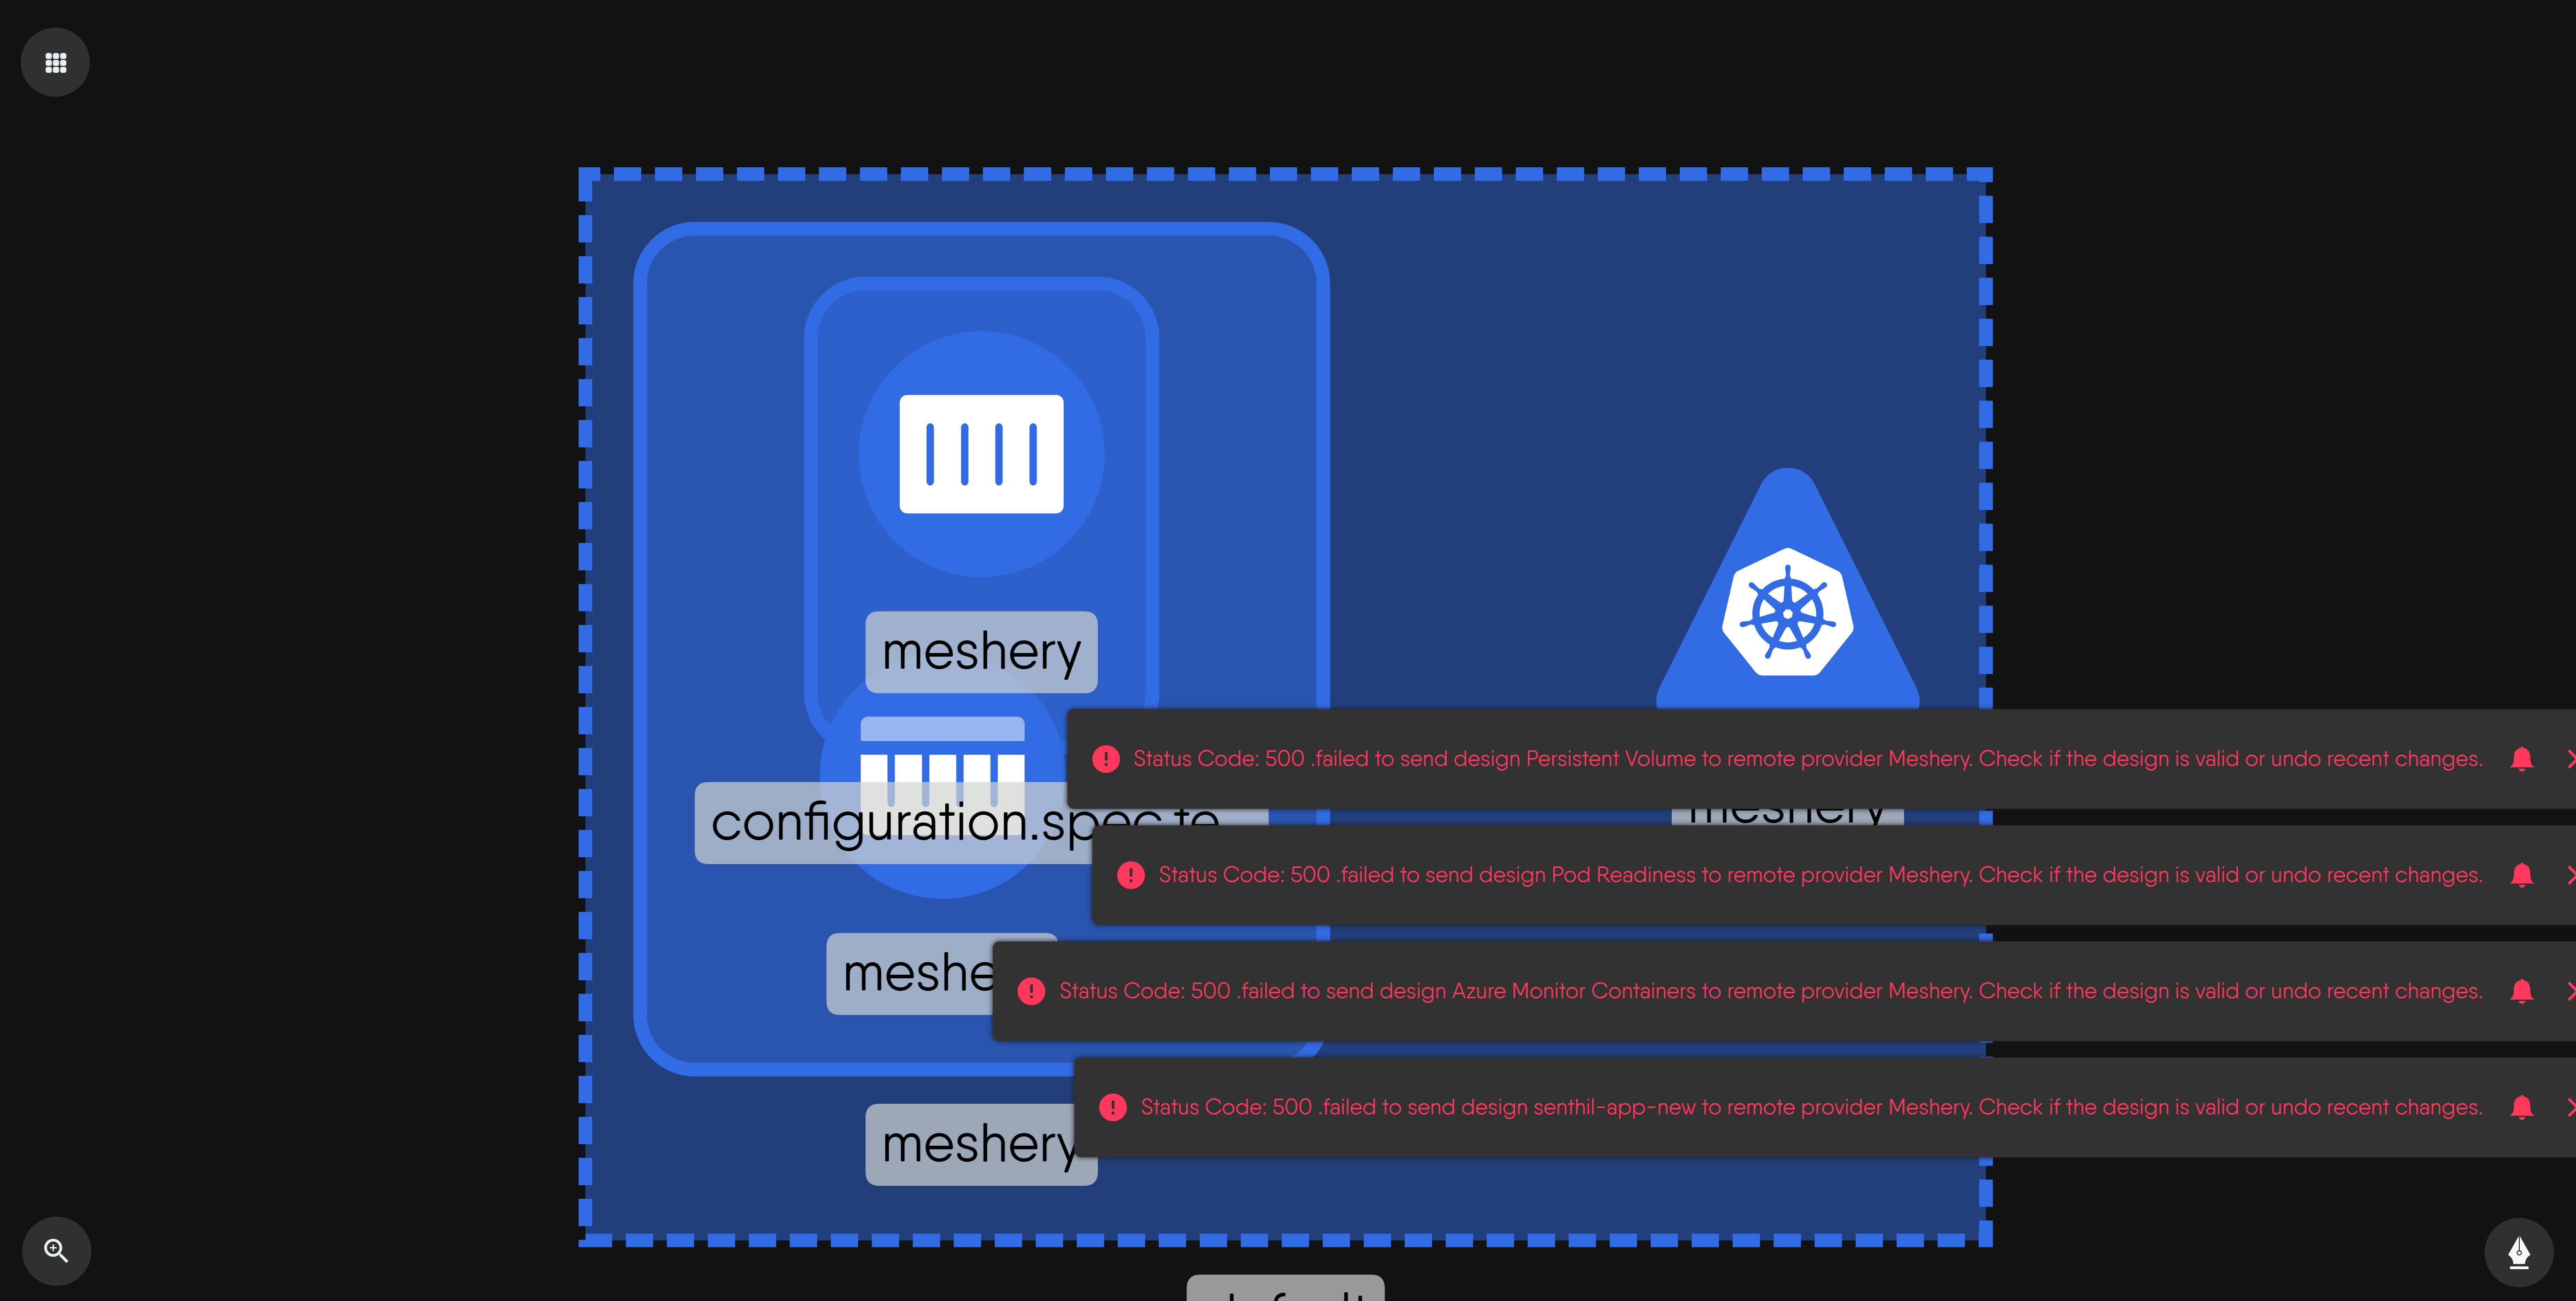 meshery
Status Code: 500 .failed to send design Persistent Volume to remote provider Meshery. Check if the design is valid or undo recent changes.
configuration.spec.te
meshery
Status Code: 500 .failed to send design Pod Readiness to remote provider Meshery. Check if the design is valid or undo recent changes.
meshe
Status Code: 500 .failed to send design Azure Monitor Containers to remote provider Meshery. Check if the design is valid or undo recent changes.
Status Code: 500 .failed to send design senthil-app-new to remote provider Meshery. Check if the design is valid or undo recent changes.
meshery